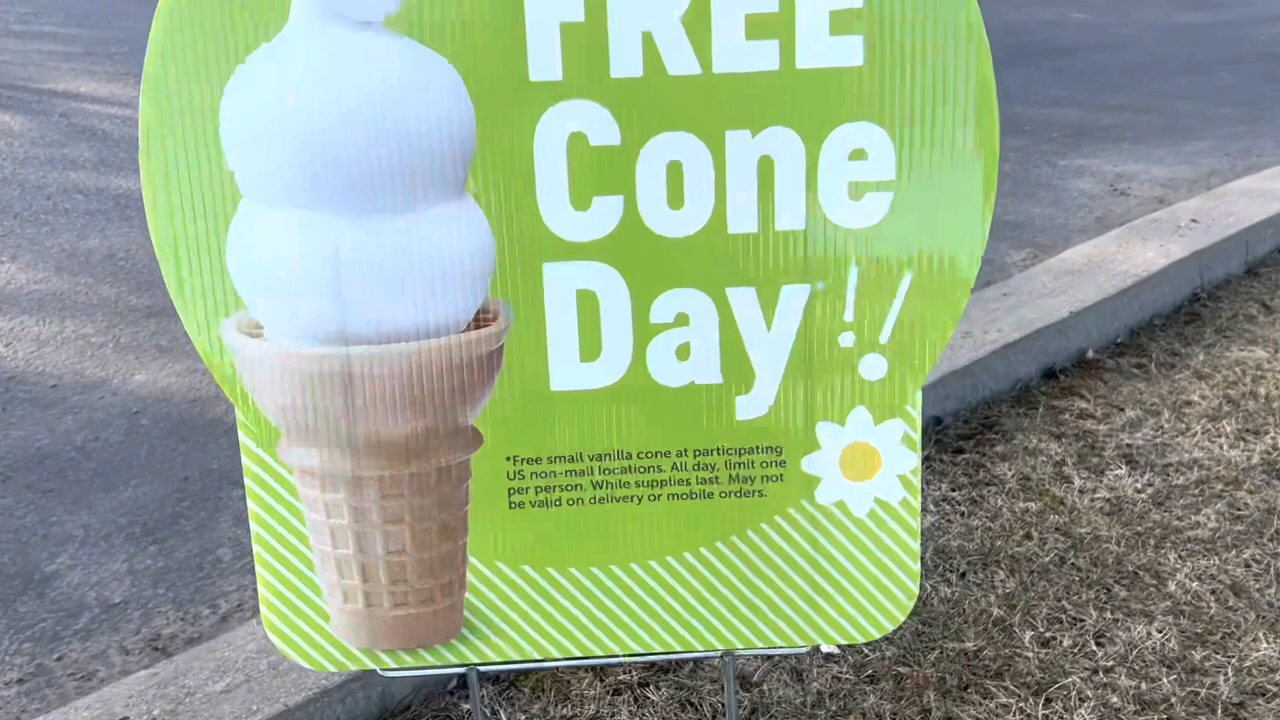 FREE
Cone
Day!!
*Free small vanilla cone at participating
US non-mall locations. All day, limit one
per person. While supplies last. May not
be valid on delivery or mobile orders.